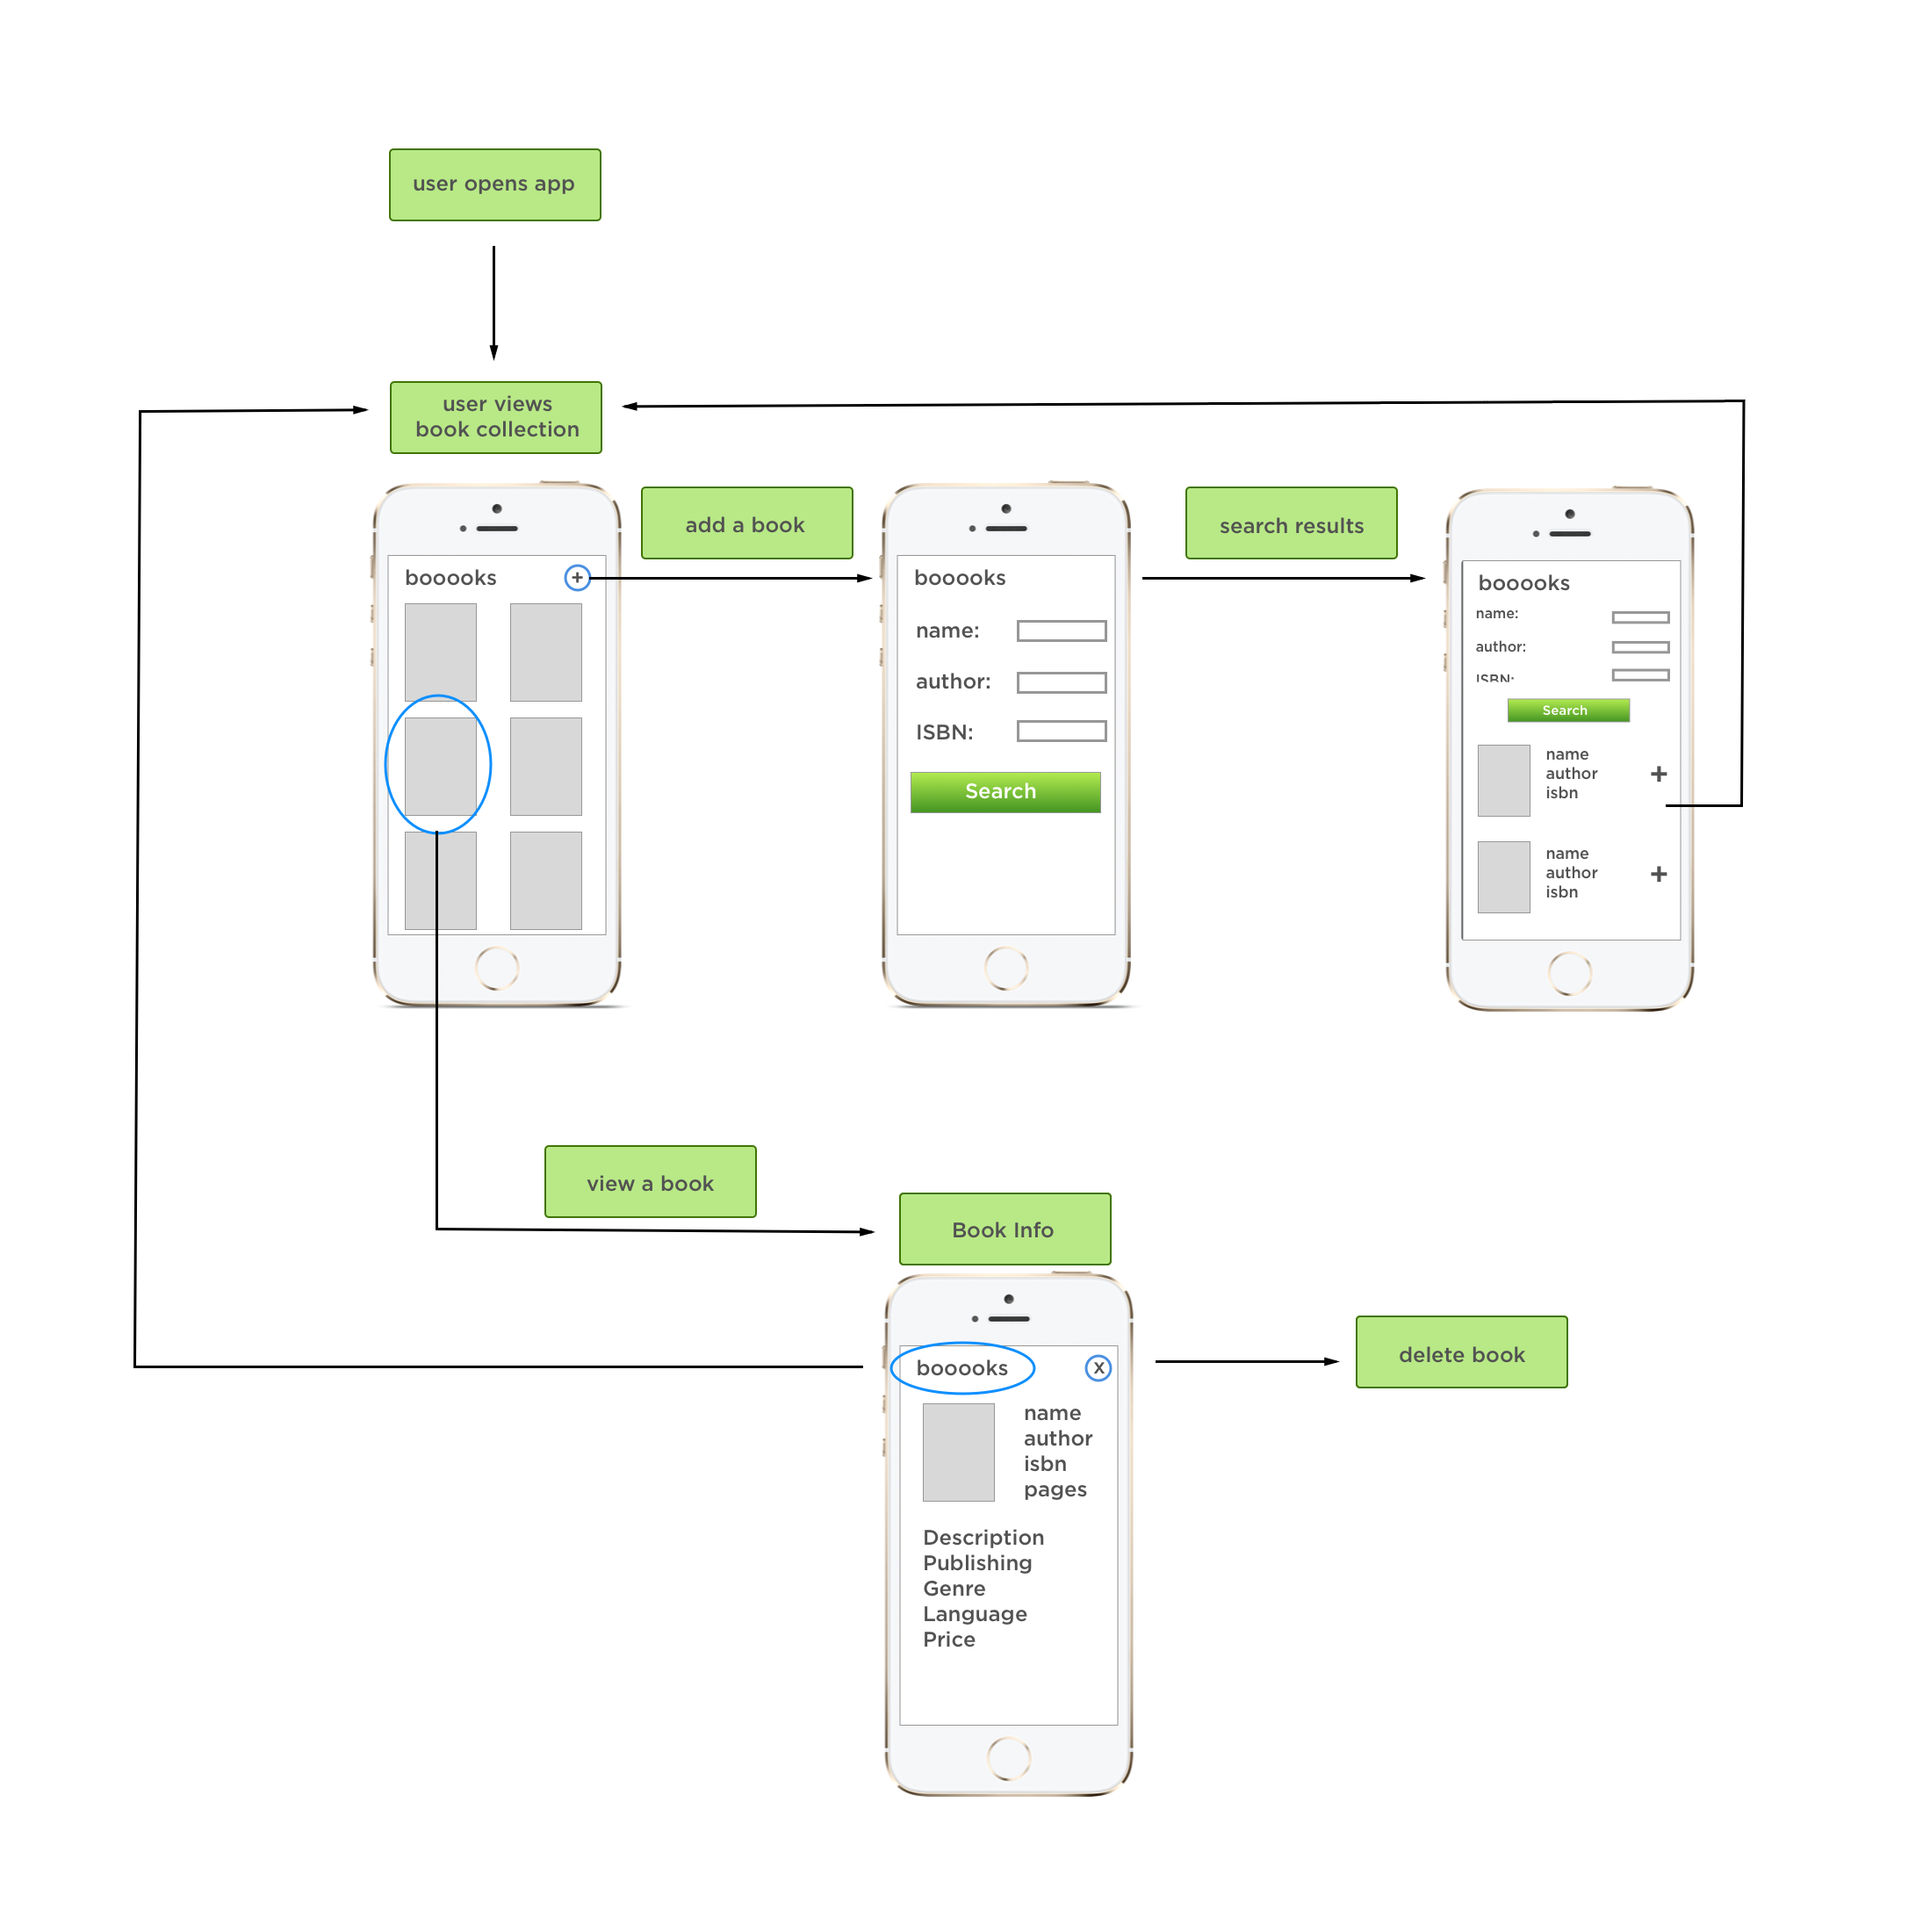 user opens app
user views
book collection
add a book
search results
booooks
+
booooks
name:
author:
ISBN:
Search
booooks
name:
author:
ISBN:
Search
name
author
isbn
+
name
author
isbn
+
view a book
Book Info
delete book
booooks
X
name
author
isbn
pages
Description
Publishing
Genre
Language
Price